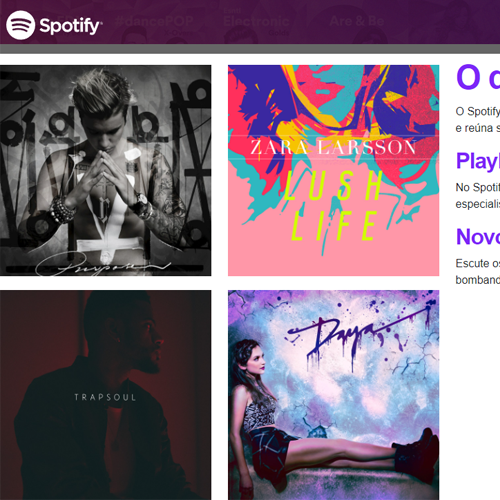 Spotify®
#dancePOP Electronic Are & Be
ZARA LARSSON
LUSH
LIFE
Purpose
TRAPSOUL
Daya
O
O Spotify
e reúna s
Playl
No Spotif
especialis
Novo
Escute os
bomband